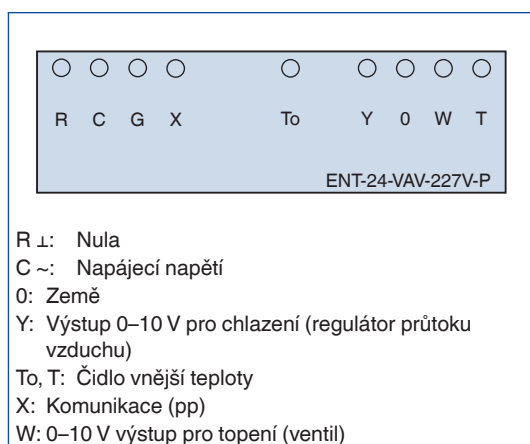 R C G X To Y 0 W T
ENT-24-VAV-227V-P
R ⊥: Nula
C ~: Napájecí napětí
0: Země
Y: Výstup 0–10 V pro chlazení (regulátor průtoku
vzduchu)
To, T: Čidlo vnější teploty
X: Komunikace (pp)
W: 0–10 V výstup pro topení (ventil)